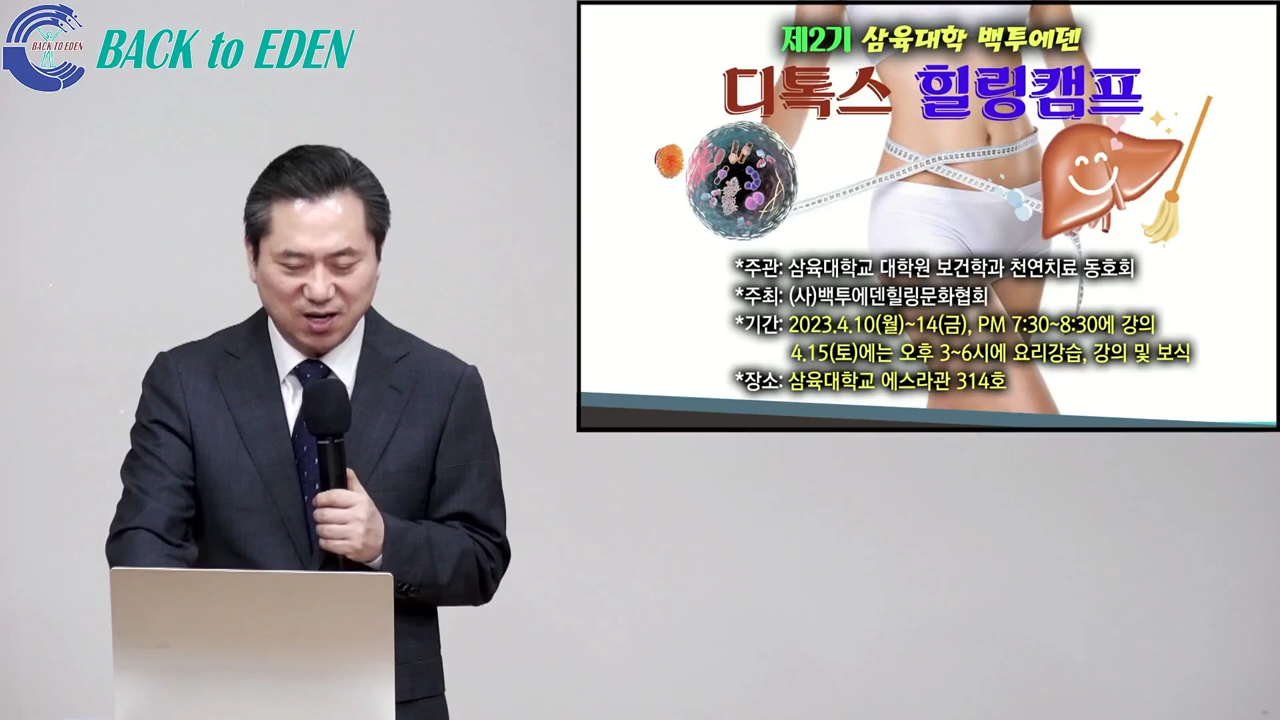 BACK TO EDEN
BACK to EDEN
제2기 삼육대학 백투에덴
디톡스 힐링캠프
*주관: 삼육대학교 대학원 보건학과 천연치료 동호회
*주최: (사)백투에덴힐링문화협회
*기간: 2023.4.10(월)~14(금), PM 7:30~8:30에 강의
4.15(토)에는 오후 3~6시에 요리강습, 강의 및 보식
*장소: 삼육대학교 에스라관 314호